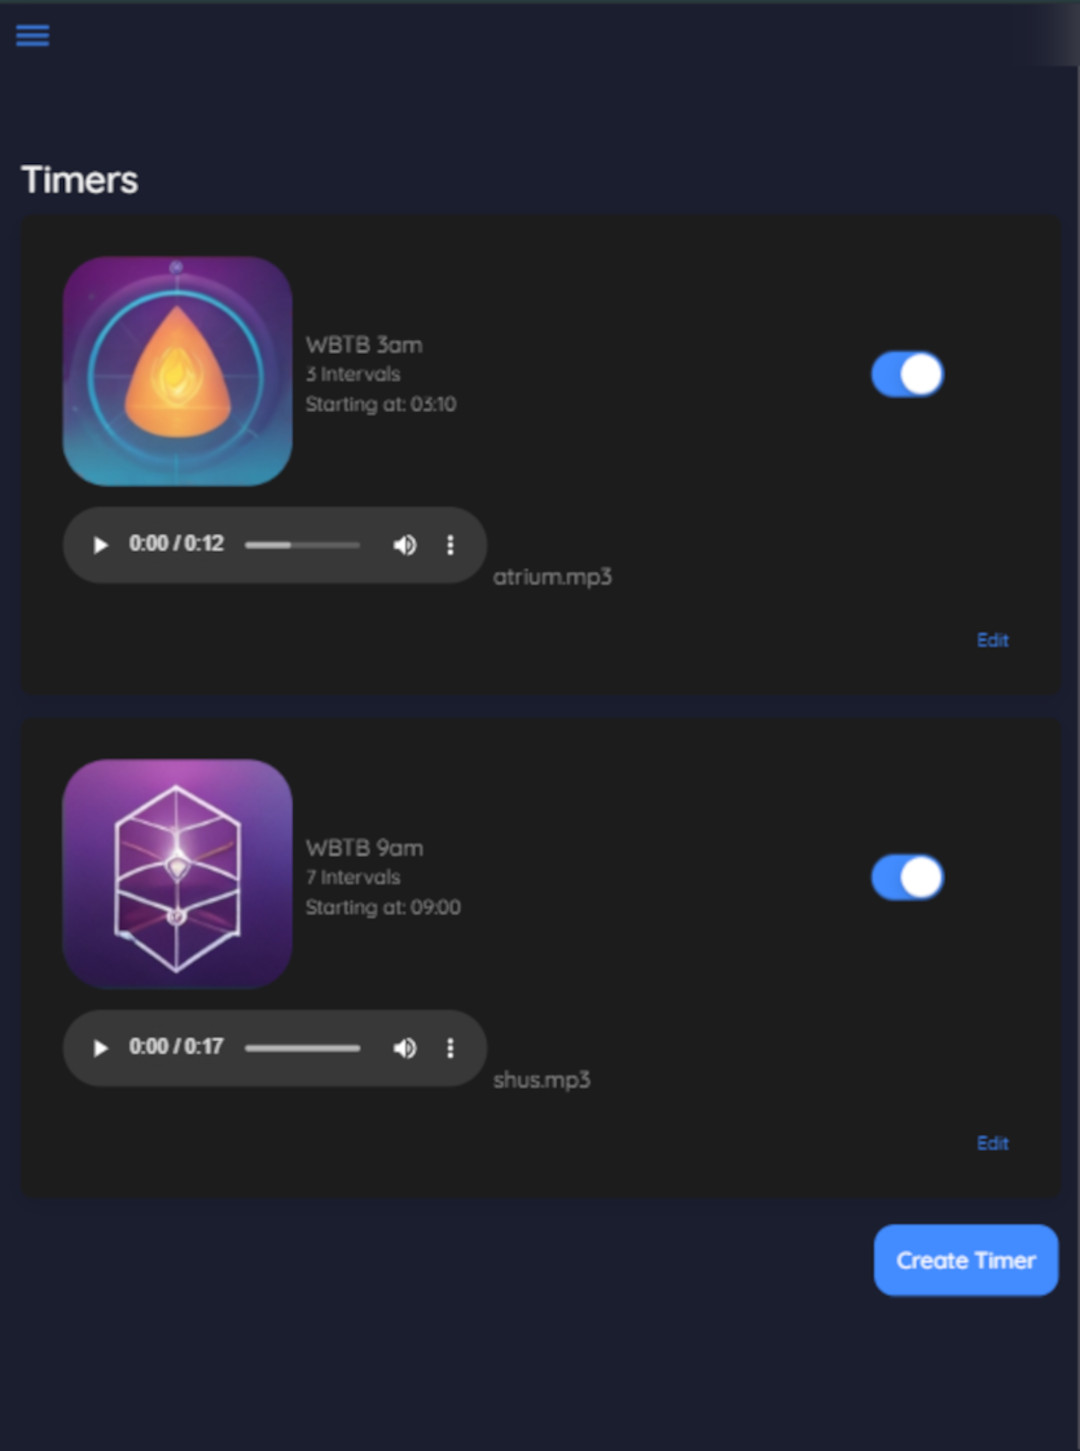 Timers
WBTB 3am
3 Intervals
Starting at: 03:10
0:00 / 0:12
atrium.mp3
Edit
WBTB 9am
7 Intervals
Starting at: 09:00
0:00 / 0:17
shus.mp3
Edit
Create Timer